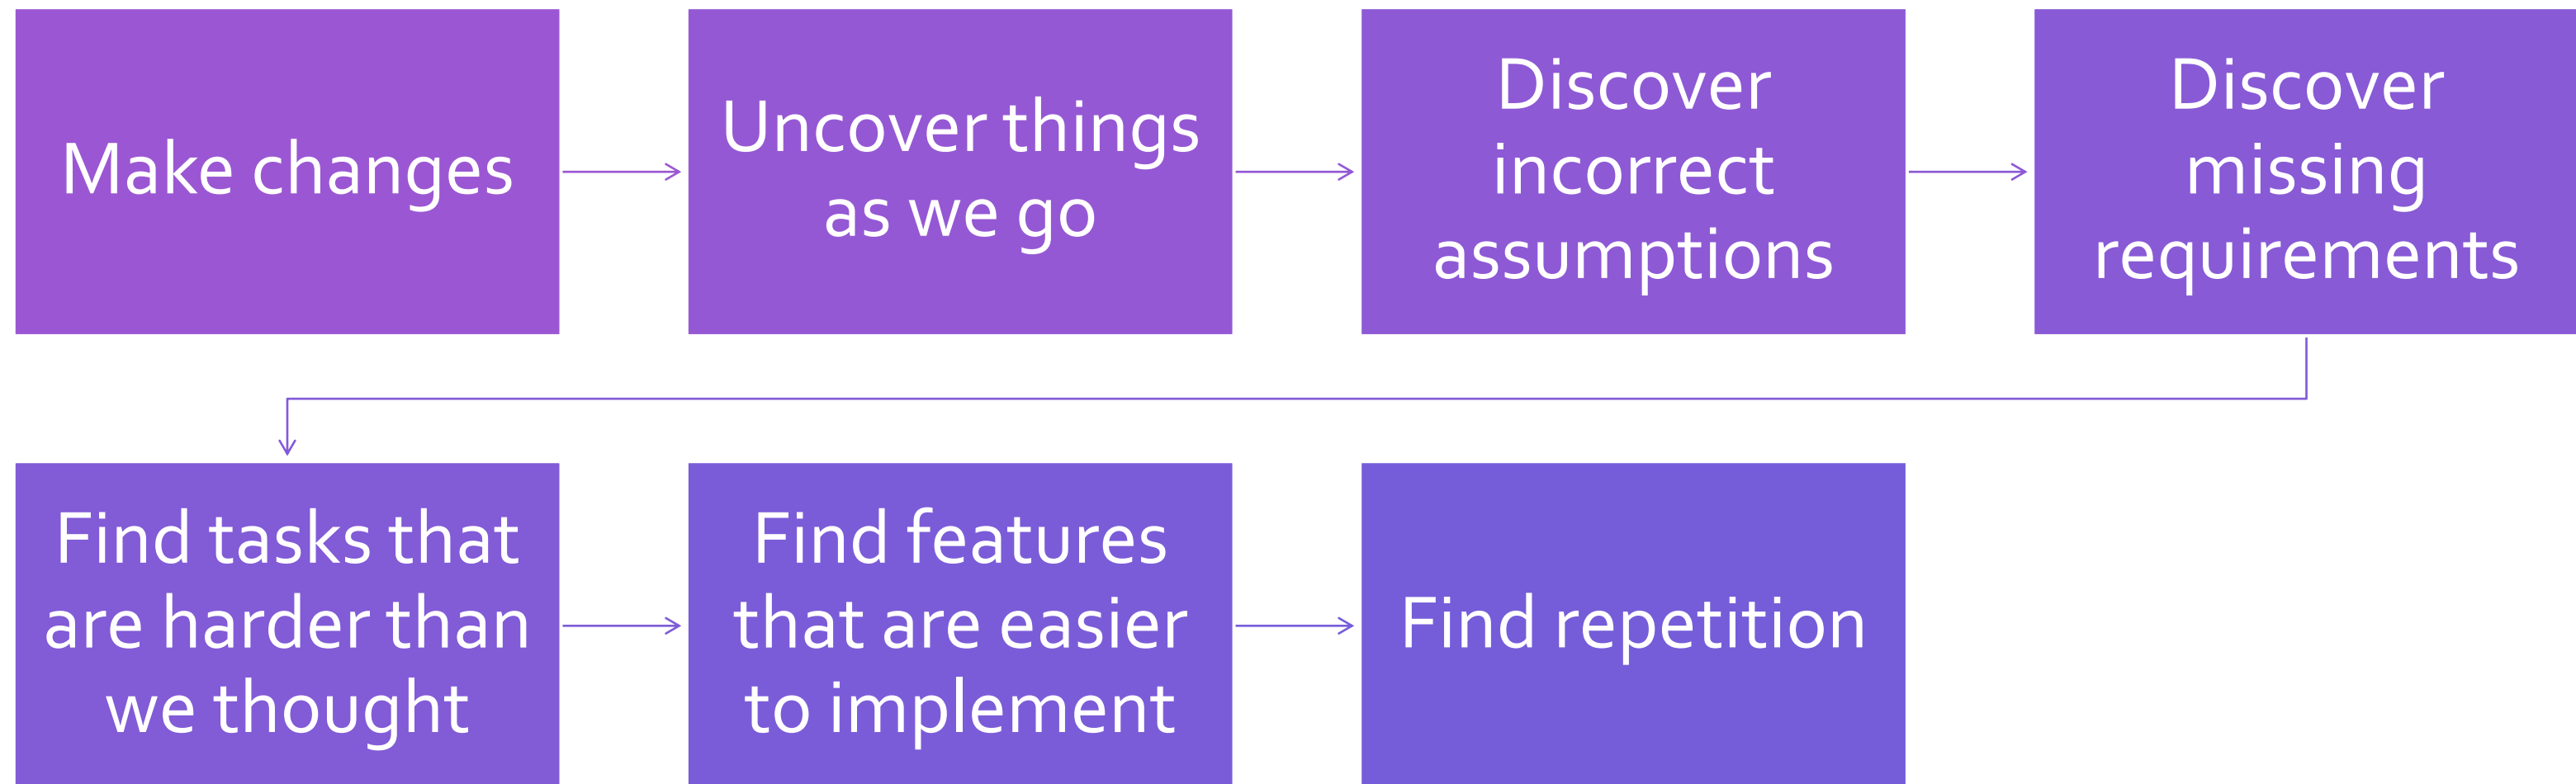 Make changes
Uncover things
as we go
Discover
incorrect
assumptions
Discover
missing
requirements
Find tasks that
are harder than
we thought
Find features
that are easier
to implement
Find repetition